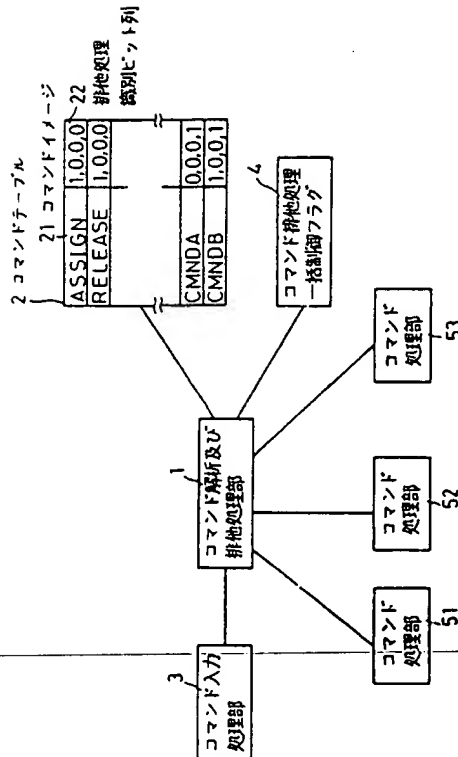 2 コマンドテーブル
21 コマンドイメージ
22
排他処理
識別ビット列
ASSIGN 1,0,0,0
RELEASE 1,0,0,0
CMNDA 0,0,0,1
CMNDB 1,0,0,1
4
コマンド排他処理
一括制御フラグ
1
コマンド解析及び
排他処理部
3
コマンド入力
処理部
コマンド
処理部
51
コマンド
処理部
52
コマンド
処理部
53